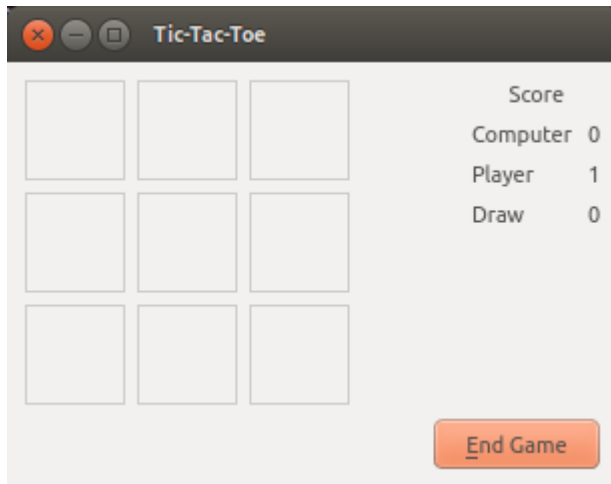 Tic-Tac-Toe
Score
Computer 0
Player 1
Draw 0
End Game